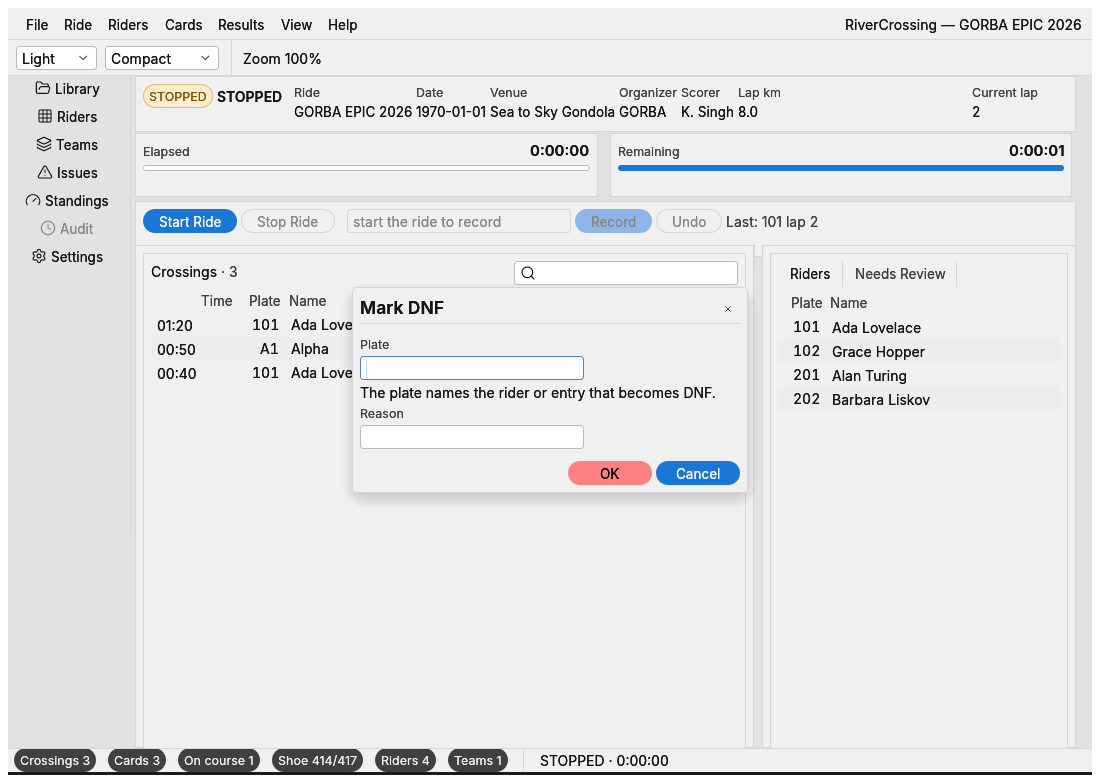 File Ride Riders Cards Results View Help RiverCrossing — GORBA EPIC 2026
Light Compact Zoom 100%
Library
Riders
Teams
Issues
Standings
Audit
Settings
STOPPED STOPPED
Ride Date Venue Organizer Scorer Lap km Current lap
GORBA EPIC 2026 1970-01-01 Sea to Sky Gondola GORBA K. Singh 8.0 2
Elapsed 0:00:00 Remaining 0:00:01
Start Ride Stop Ride start the ride to record Record Undo Last: 101 lap 2
Crossings · 3
Time Plate Name
01:20 101 Ada Love
00:50 A1 Alpha
00:40 101 Ada Love
Mark DNF ×
Plate
The plate names the rider or entry that becomes DNF.
Reason
OK Cancel
Riders Needs Review
Plate Name
101 Ada Lovelace
102 Grace Hopper
201 Alan Turing
202 Barbara Liskov
Crossings 3 Cards 3 On course 1 Shoe 414/417 Riders 4 Teams 1 STOPPED · 0:00:00